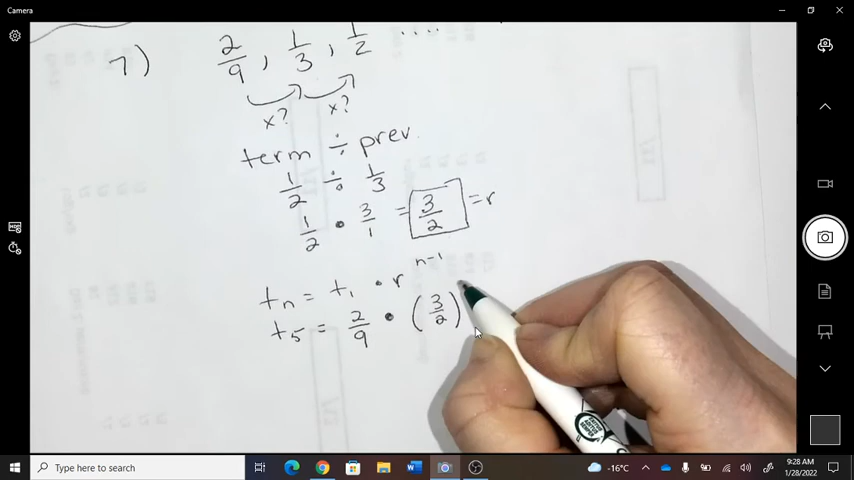 Camera
7) 2/9, 1/3, 1/2 ....
x? x?
term ÷ prev.
1/2 ÷ 1/3
1/2 • 3/1 = 3/2 = r
tn = t1 • r^n-1
t5 = 2/9 • (3/2)
Type here to search
-16°C
9:28 AM
1/28/2022